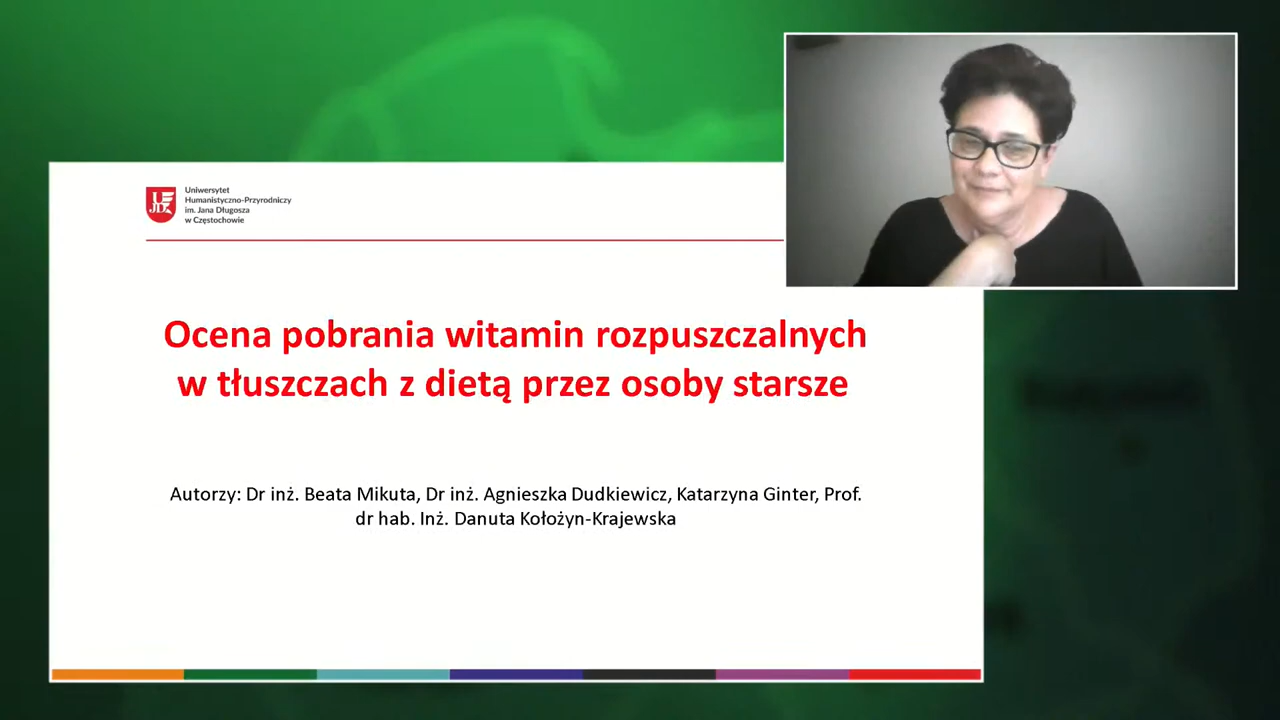 Uniwersytet
Humanistyczno-Przyrodniczy
im. Jana Długosza
w Częstochowie
UJD
Ocena pobrania witamin rozpuszczalnych
w tłuszczach z dietą przez osoby starsze
Autorzy: Dr inż. Beata Mikuta, Dr inż. Agnieszka Dudkiewicz, Katarzyna Ginter, Prof.
dr hab. Inż. Danuta Kołożyn-Krajewska